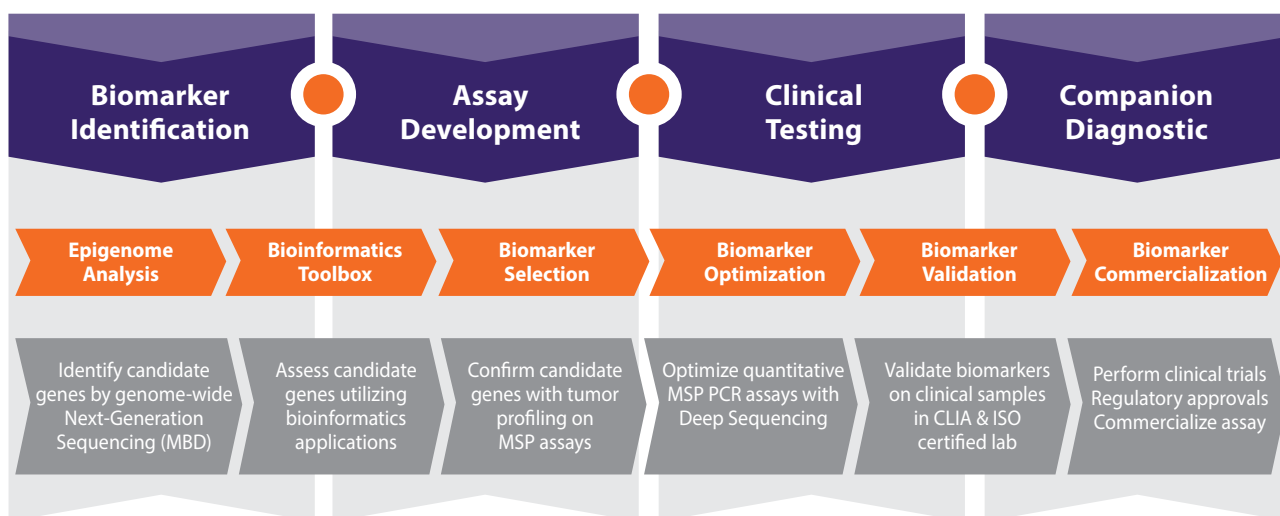 Biomarker
Identification
Assay
Development
Clinical
Testing
Companion
Diagnostic
Epigenome
Analysis
Bioinformatics
Toolbox
Biomarker
Selection
Biomarker
Optimization
Biomarker
Validation
Biomarker
Commercialization
Identify candidate
genes by genome-wide
Next-Generation
Sequencing (MBD)
Assess candidate
genes utilizing
bioinformatics
applications
Confirm candidate
genes with tumor
profiling on
MSP assays
Optimize quantitative
MSP PCR assays with
Deep Sequencing
Validate biomarkers
on clinical samples
in CLIA & ISO
certified lab
Perform clinical trials
Regulatory approvals
Commercialize assay